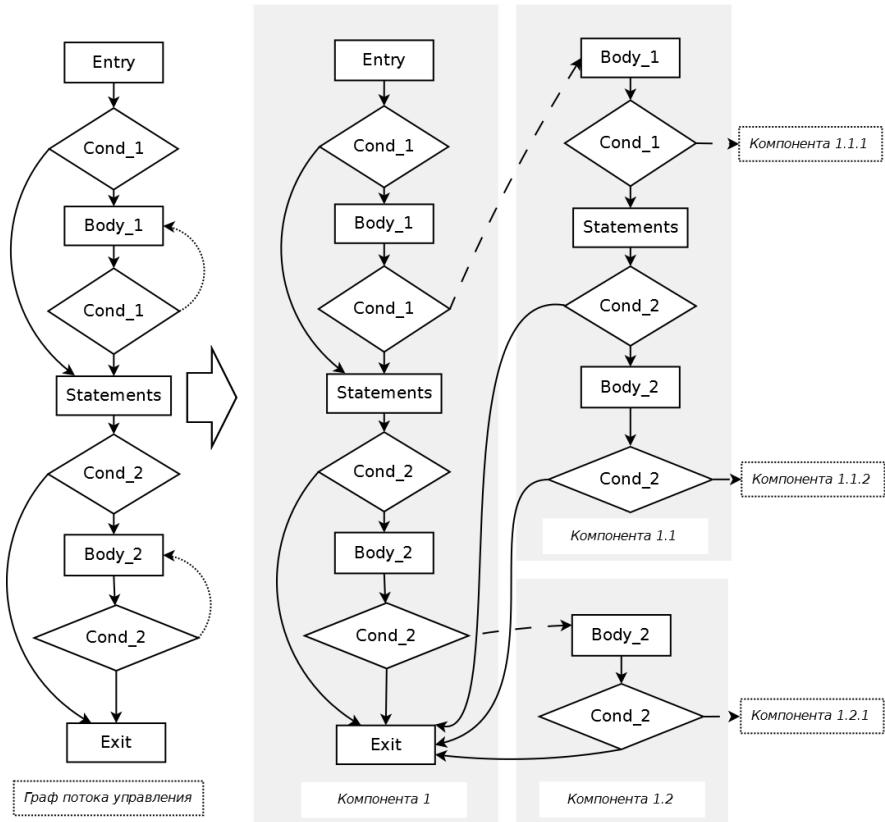 Entry
Cond_1
Body_1
Cond_1
Statements
Cond_2
Body_2
Cond_2
Exit
Граф потока управления
Entry
Cond_1
Body_1
Cond_1
Statements
Cond_2
Body_2
Cond_2
Exit
Компонента 1
Body_1
Cond_1
Компонента 1.1.1
Statements
Cond_2
Body_2
Cond_2
Компонента 1.1.2
Компонента 1.1
Body_2
Cond_2
Компонента 1.2.1
Компонента 1.2